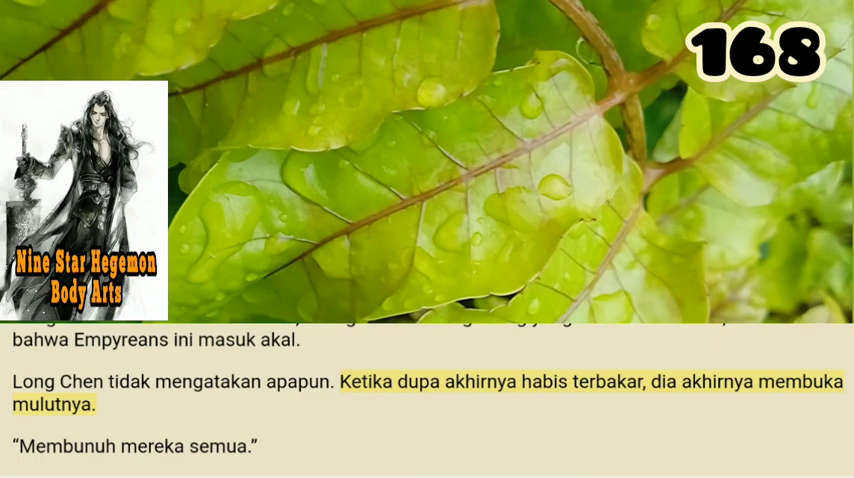 168
Nine Star Hegemon
Body Arts
bahwa Empyreans ini masuk akal.
Long Chen tidak mengatakan apapun. Ketika dupa akhirnya habis terbakar, dia akhirnya membuka
mulutnya.
“Membunuh mereka semua.”